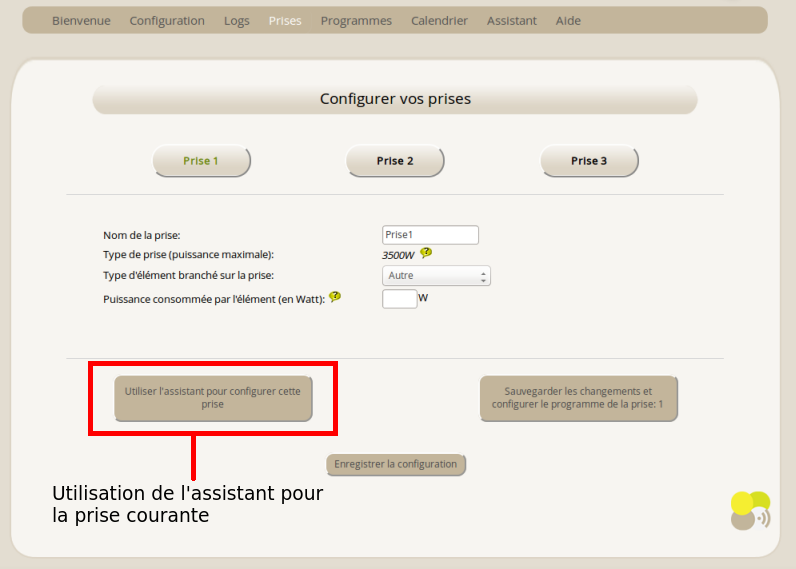 Bienvenue Configuration Logs Prises Programmes Calendrier Assistant Aide
Configurer vos prises
Prise 1 Prise 2 Prise 3
Nom de la prise: Prise1
Type de prise (puissance maximale): 3500W ?
Type d'élément branché sur la prise: Autre
Puissance consommée par l'élément (en Watt): ? W
Utiliser l'assistant pour configurer cette
prise
Sauvegarder les changements et
configurer le programme de la prise: 1
Enregistrer la configuration
Utilisation de l'assistant pour
la prise courante